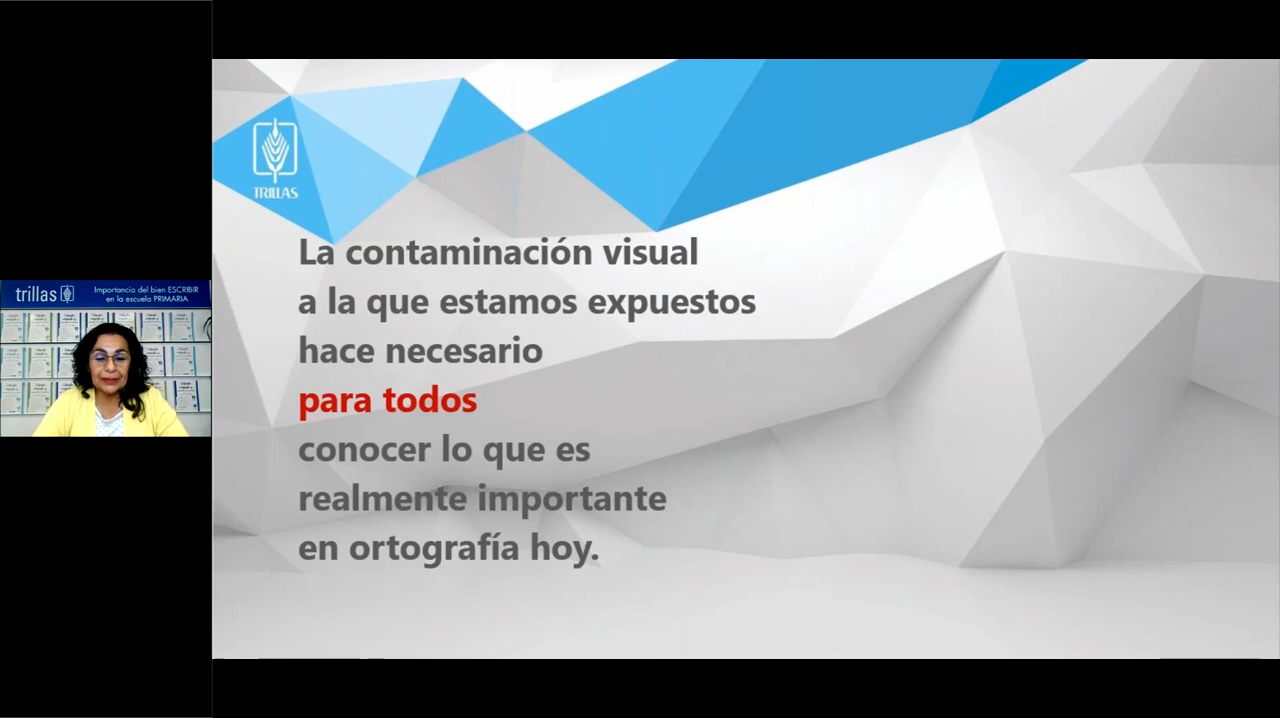 TRILLAS
La contaminación visual
a la que estamos expuestos
hace necesario
para todos
conocer lo que es
realmente importante
en ortografía hoy.
trillas
Importancia del bien ESCRIBIR
en la escuela PRIMARIA